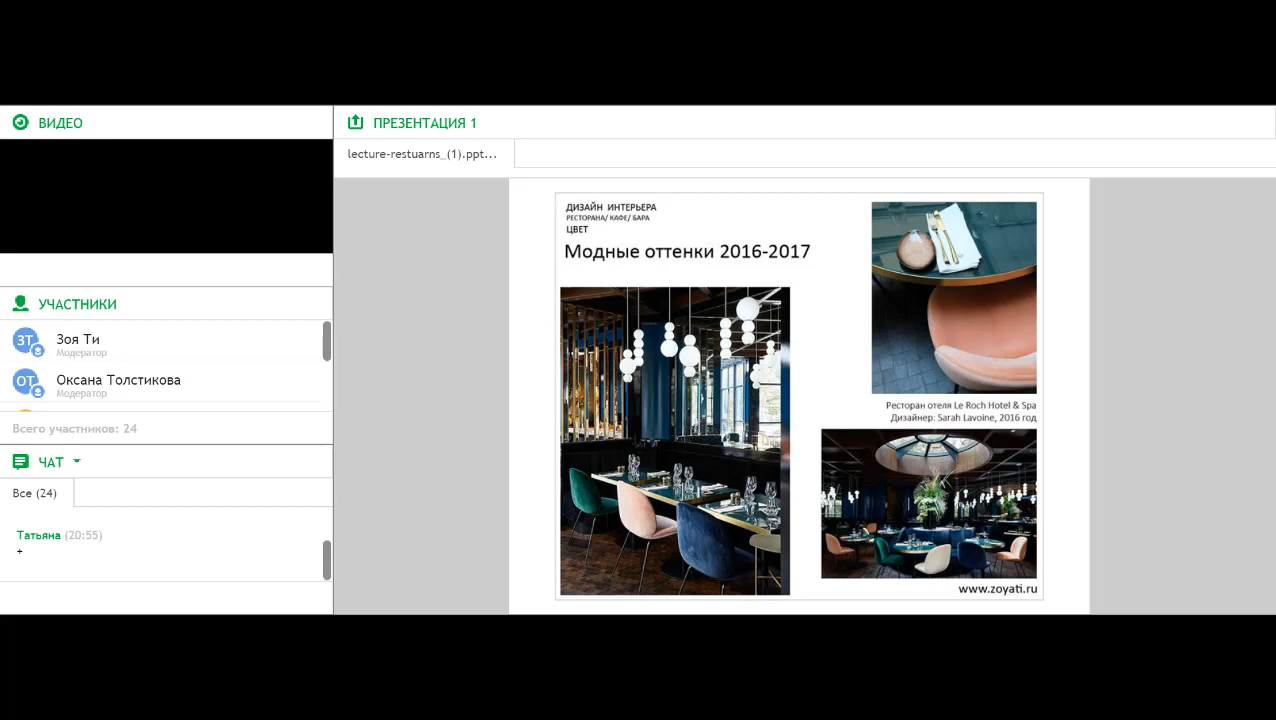 ВИДЕО
ПРЕЗЕНТАЦИЯ 1
lecture-restuarns_(1).ppt...
УЧАСТНИКИ
ЗТ
Зоя Ти
Модератор
ОТ
Оксана Толстикова
Модератор
Всего участников: 24
ЧАТ
Все (24)
Татьяна (20:55)
+
ДИЗАЙН ИНТЕРЬЕРА
РЕСТОРАНА/ КАФЕ/ БАРА
ЦВЕТ
Модные оттенки 2016-2017
Ресторан отеля Le Roch Hotel & Spa
Дизайнер: Sarah Lavoine, 2016 год
www.zoyati.ru